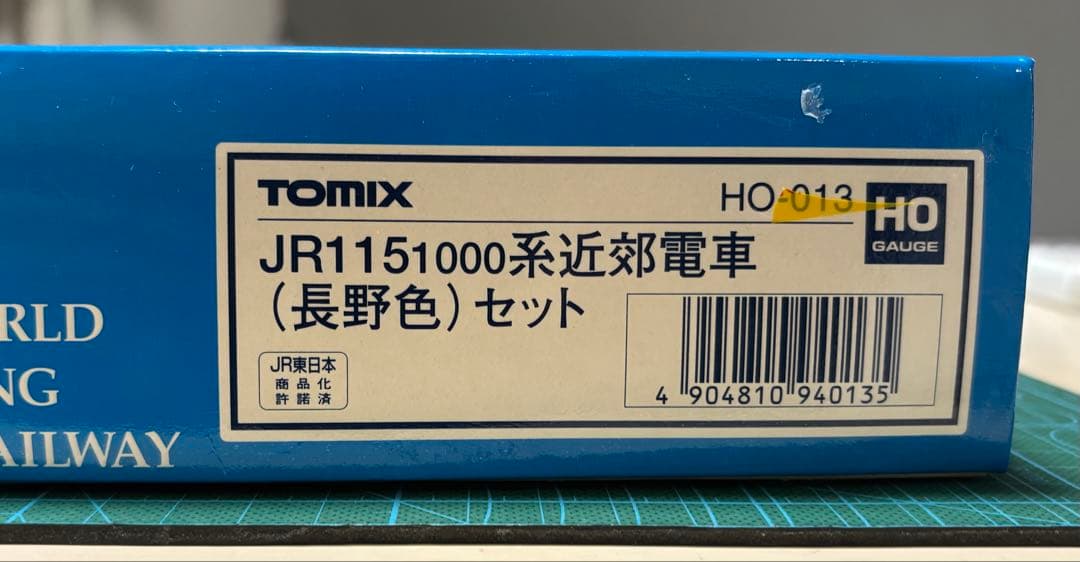 TOMIX
HO-013
HO
GAUGE
JR1151000系近郊電車
(長野色)セット
JR東日本
商品化
許諾済
4 904810 940135
RLD
NG
AILWAY